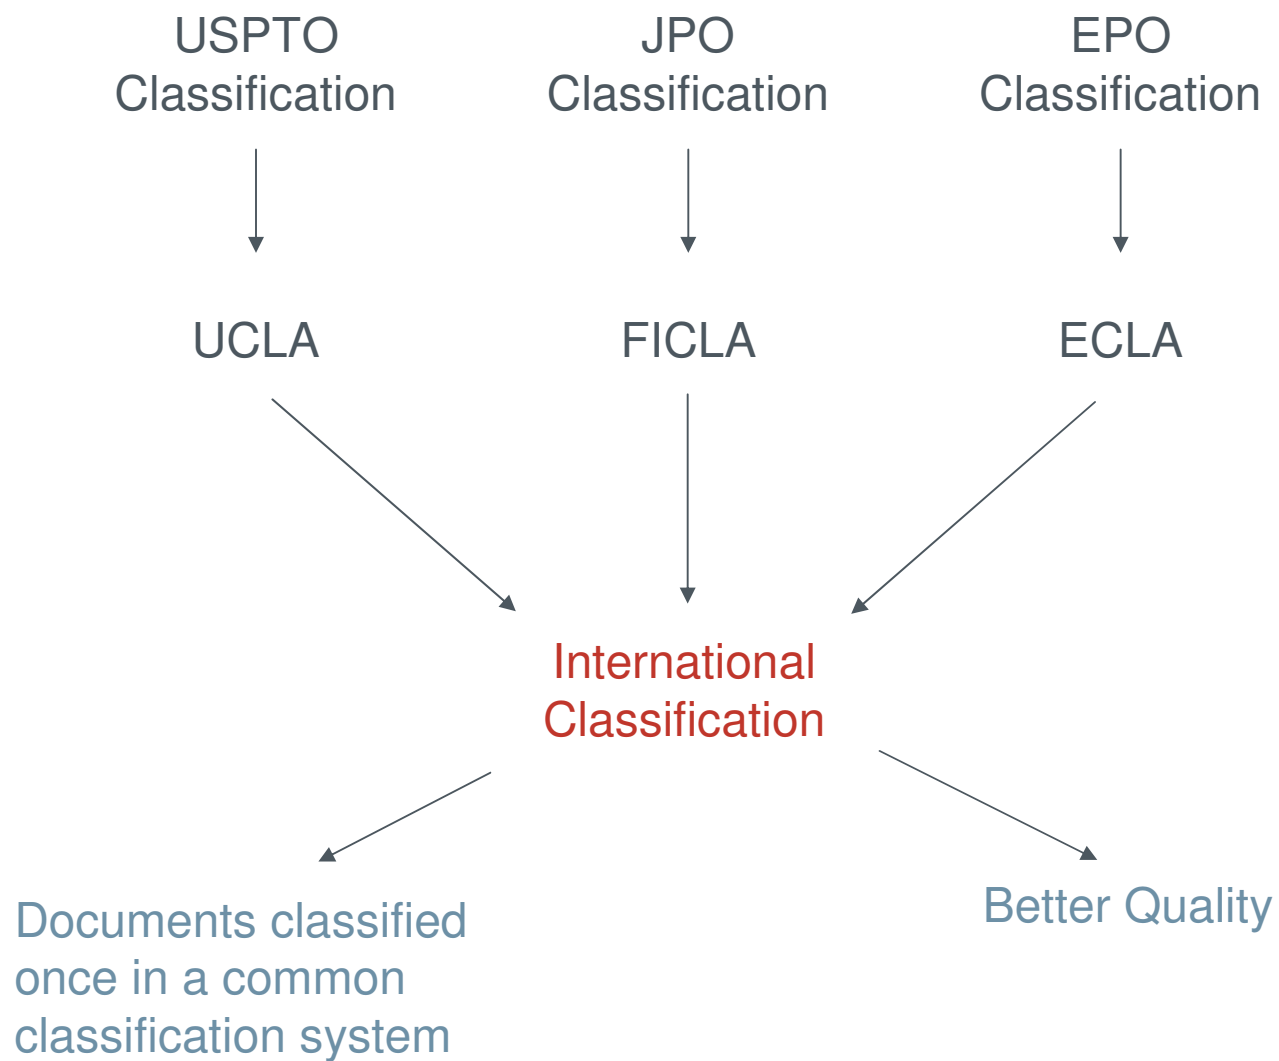 USPTO
Classification
JPO
Classification
EPO
Classification
UCLA
FICLA
ECLA
International
Classification
Documents classified
once in a common
classification system
Better Quality